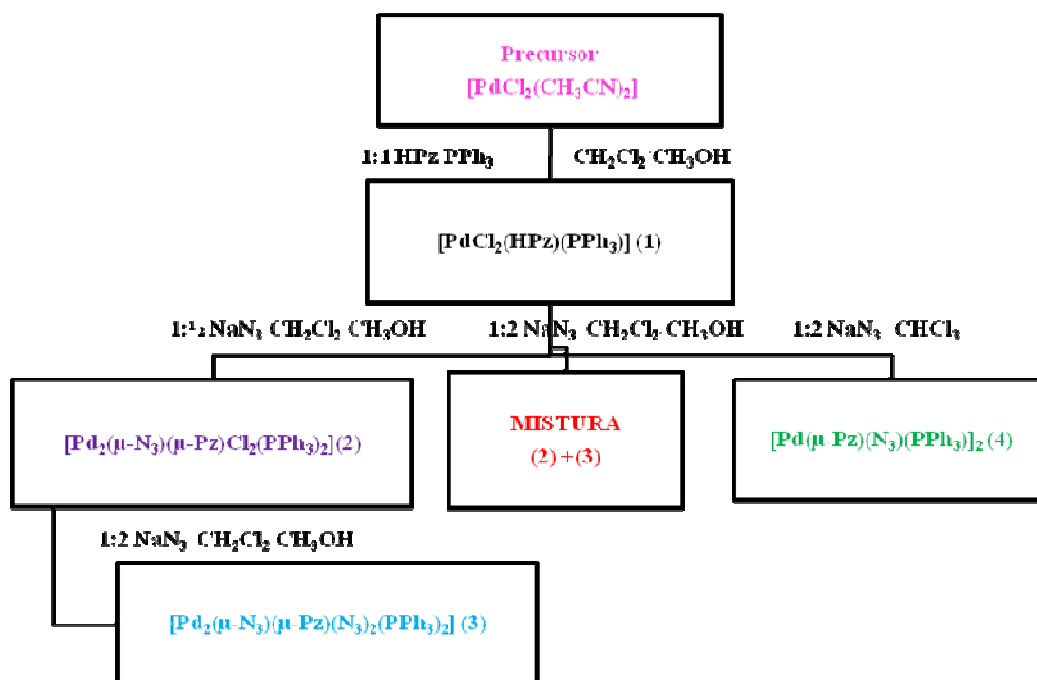 Precursor
[PdCl₂(CH₃CN)₂]
1:1 HPz PPh₃ CH₂Cl₂ CH₃OH
[PdCl₂(HPz)(PPh₃)] (1)
1:½ NaN₃ CH₂Cl₂ CH₃OH 1:2 NaN₃ CH₂Cl₂ CH₃OH 1:2 NaN₃ CHCl₃
[Pd₂(μ-N₃)(μ-Pz)Cl₂(PPh₃)₂](2)
MISTURA
(2) +(3)
[Pd(μ-Pz)(N₃)(PPh₃)]₂ (4)
1:2 NaN₃ CH₂Cl₂ CH₃OH
[Pd₂(μ-N₃)(μ-Pz)(N₃)₂(PPh₃)₂] (3)